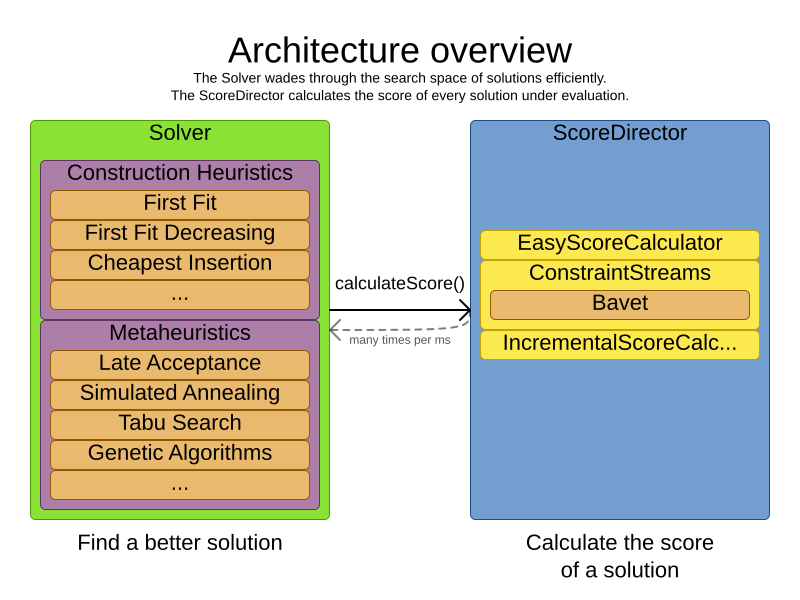 Architecture overview
The Solver wades through the search space of solutions efficiently.
The ScoreDirector calculates the score of every solution under evaluation.
Solver
Construction Heuristics
First Fit
First Fit Decreasing
Cheapest Insertion
...
Metaheuristics
Late Acceptance
Simulated Annealing
Tabu Search
Genetic Algorithms
...
Find a better solution
calculateScore()
many times per ms
ScoreDirector
EasyScoreCalculator
ConstraintStreams
Bavet
IncrementalScoreCalc...
Calculate the score
of a solution